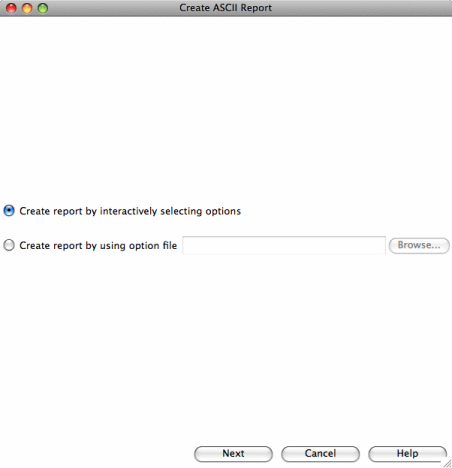 Create ASCII Report
Create report by interactively selecting options
Create report by using option file Browse...
Next Cancel Help